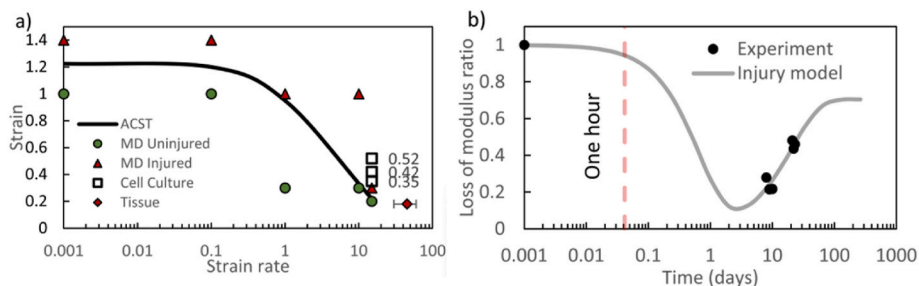 a)
Strain
1.4
1.2
1
0.8
0.6
0.4
0.2
0
ACST
MD Uninjured
MD Injured
Cell Culture
Tissue
0.52
0.42
0.35
0.001
0.01
0.1
1
10
100
Strain rate
b)
Loss of modulus ratio
1
0.8
0.6
0.4
0.2
0
Experiment
Injury model
One hour
0.001
0.01
0.1
1
10
100
1000
Time (days)